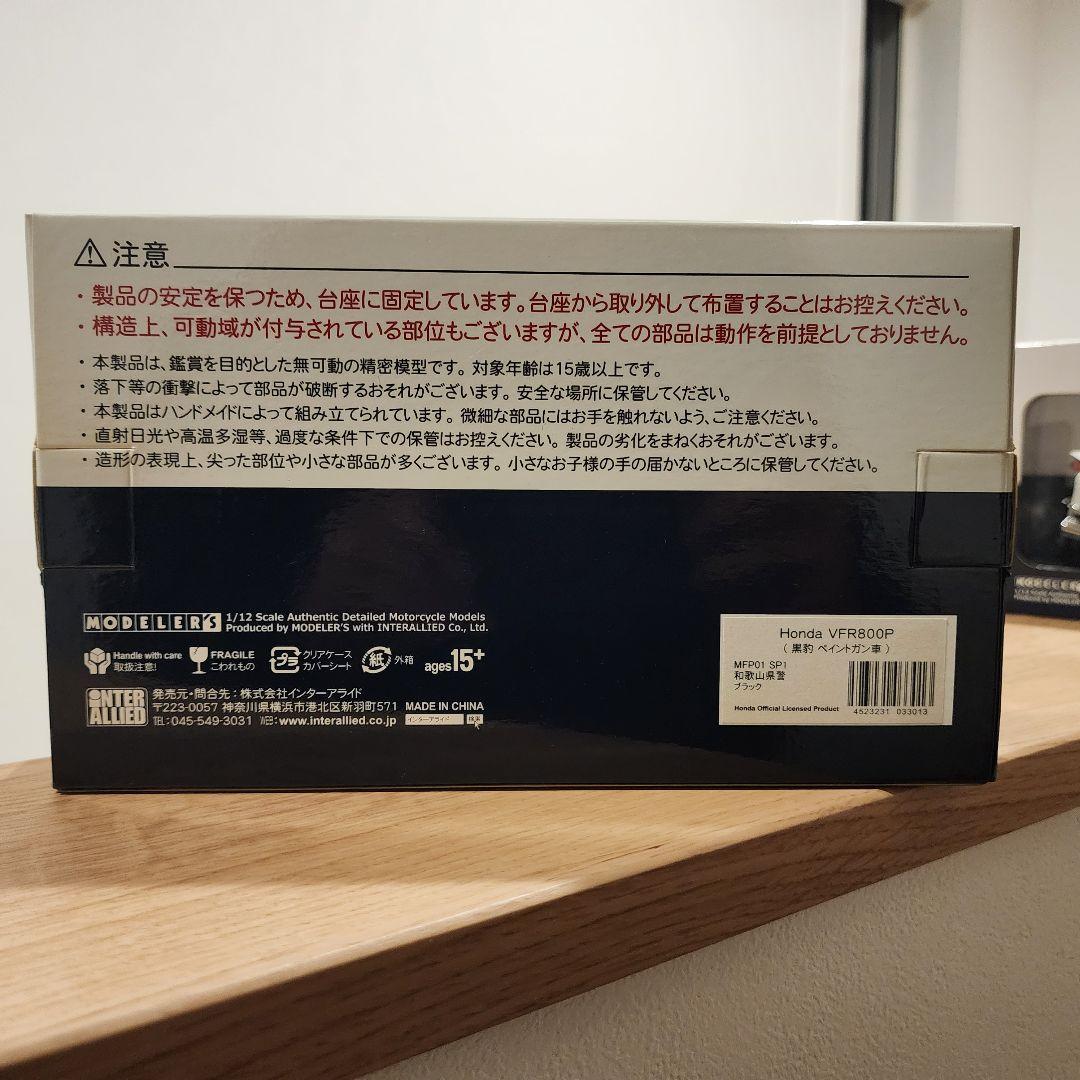 注意
・製品の安定を保つため、台座に固定しています。台座から取り外して布置することはお控えください。
・構造上、可動域が付与されている部位もございますが、全ての部品は動作を前提としておりません。
・本製品は、鑑賞を目的とした無可動の精密模型です。対象年齢は15歳以上です。
・落下等の衝撃によって部品が破断するおそれがございます。安全な場所に保管してください。
・本製品はハンドメイドによって組み立てられています。微細な部品にはお手を触れないよう、ご注意ください。
・直射日光や高温多湿等、過度な条件下での保管はお控えください。製品の劣化をまねくおそれがございます。
・造形の表現上、尖った部位や小さな部品が多くございます。小さなお子様の手の届かないところに保管してください。
MODELER'S
1/12 Scale Authentic Detailed Motorcycle Models
Produced by MODELER'S with INTERALLIED Co., Ltd.
Handle with care
取扱注意!
FRAGILE
こわれもの
プラ
クリアケース
カバーシート
紙
外箱
ages15+
INTER
ALLIED
発売元・問合先：株式会社インターアライド
〒223-0057 神奈川県横浜市港北区新羽町571
TEL:045-549-3031 WEB:www.interallied.co.jp
MADE IN CHINA
インターアライド
検索
Honda VFR800P
(黒豹 ペイントガン車)
MFP01 SP1
和歌山県警
ブラック
Honda Official Licensed Product
4523231 033013
MODELER'S